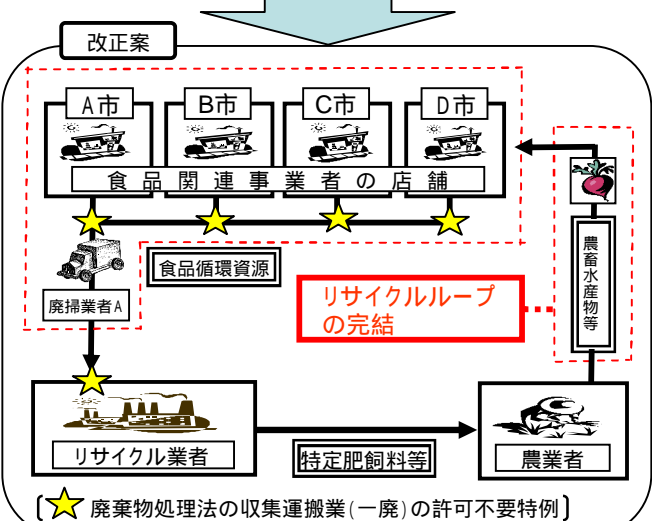 改正案
A市
B市
C市
D市
食品関連事業者の店舗
食品循環資源
廃掃業者A
リサイクルループ
の完結
農畜水産物等
リサイクル業者
特定肥飼料等
農業者
〔☆廃棄物処理法の収集運搬業(一廃)の許可不要特例〕